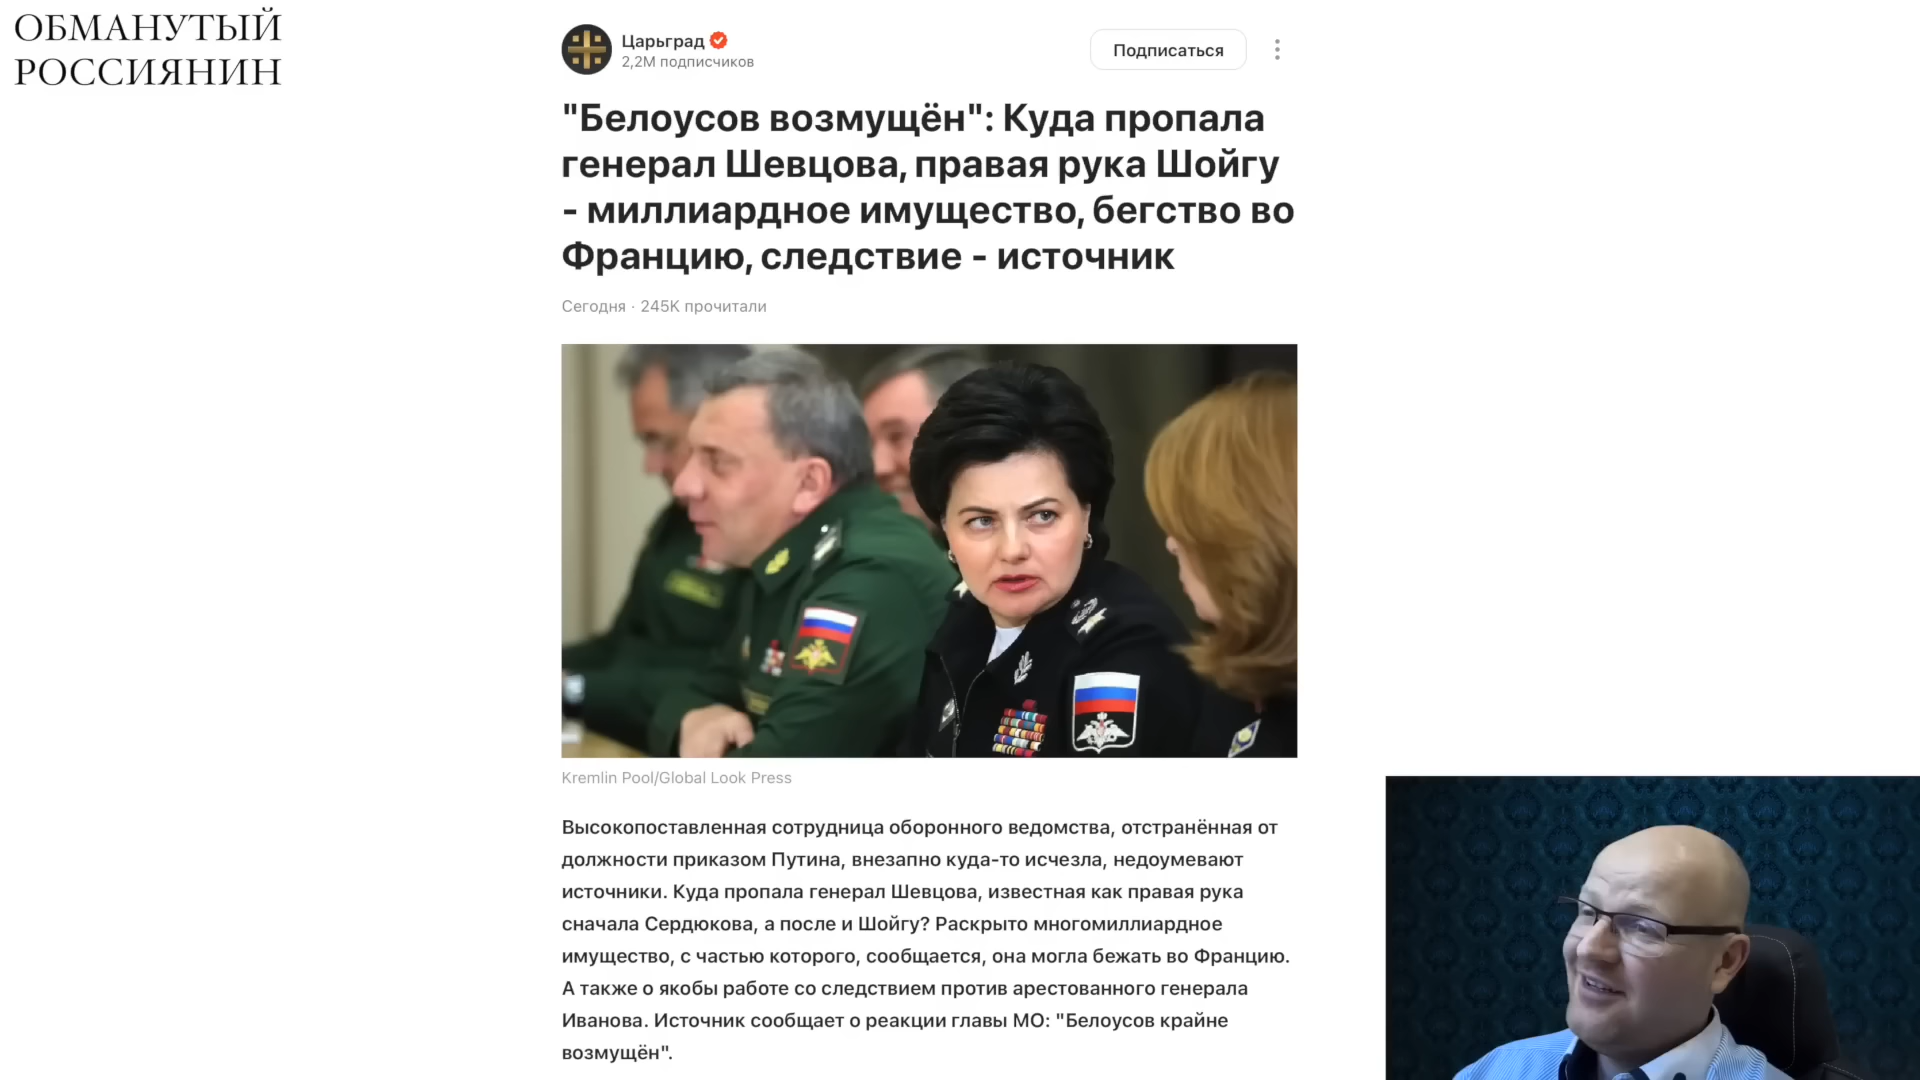 ОБМАНУТЫЙ
РОССИЯНИН
Царьград
2,2М подписчиков
Подписаться
"Белоусов возмущён": Куда пропала
генерал Шевцова, правая рука Шойгу
- миллиардное имущество, бегство во
Францию, следствие - источник
Сегодня · 245K прочитали
Kremlin Pool/Global Look Press
Высокопоставленная сотрудница оборонного ведомства, отстранённая от
должности приказом Путина, внезапно куда-то исчезла, недоумевают
источники. Куда пропала генерал Шевцова, известная как правая рука
сначала Сердюкова, а после и Шойгу? Раскрыто многомиллиардное
имущество, с частью которого, сообщается, она могла бежать во Францию.
А также о якобы работе со следствием против арестованного генерала
Иванова. Источник сообщает о реакции главы МО: "Белоусов крайне
возмущён".